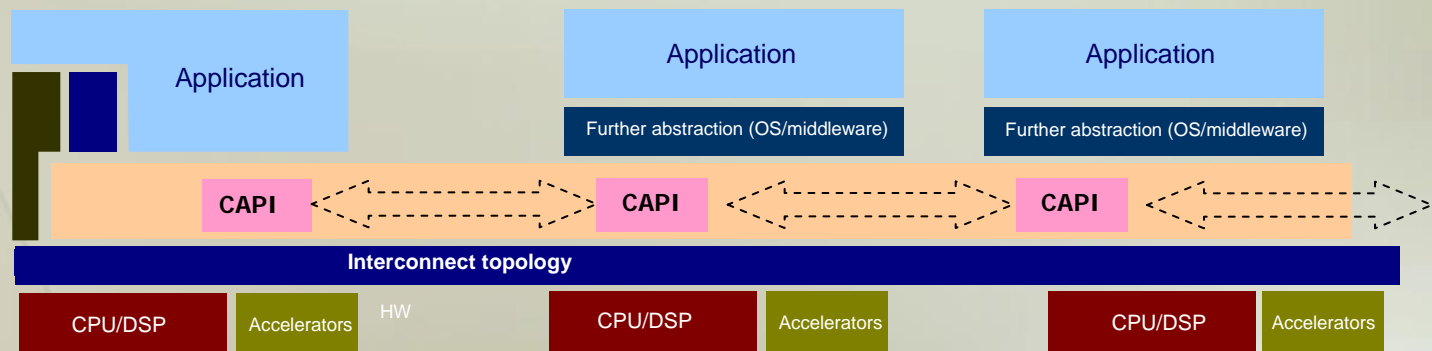 Application
Application
Application
Further abstraction (OS/middleware)
Further abstraction (OS/middleware)
CAPI
CAPI
CAPI
Interconnect topology
CPU/DSP
Accelerators
HW
CPU/DSP
Accelerators
CPU/DSP
Accelerators